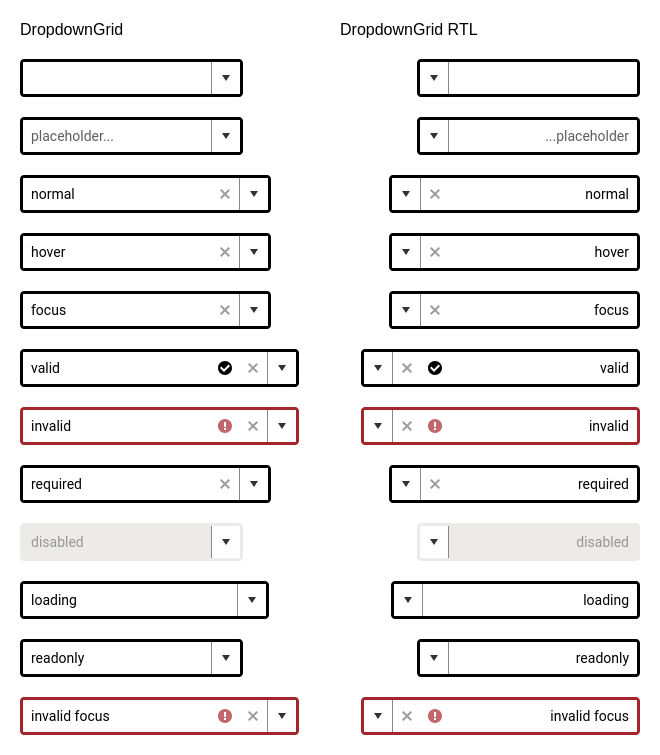 DropdownGrid
DropdownGrid RTL
placeholder...
...placeholder
normal
normal
hover
hover
focus
focus
valid
valid
invalid
invalid
required
required
disabled
disabled
loading
loading
readonly
readonly
invalid focus
invalid focus